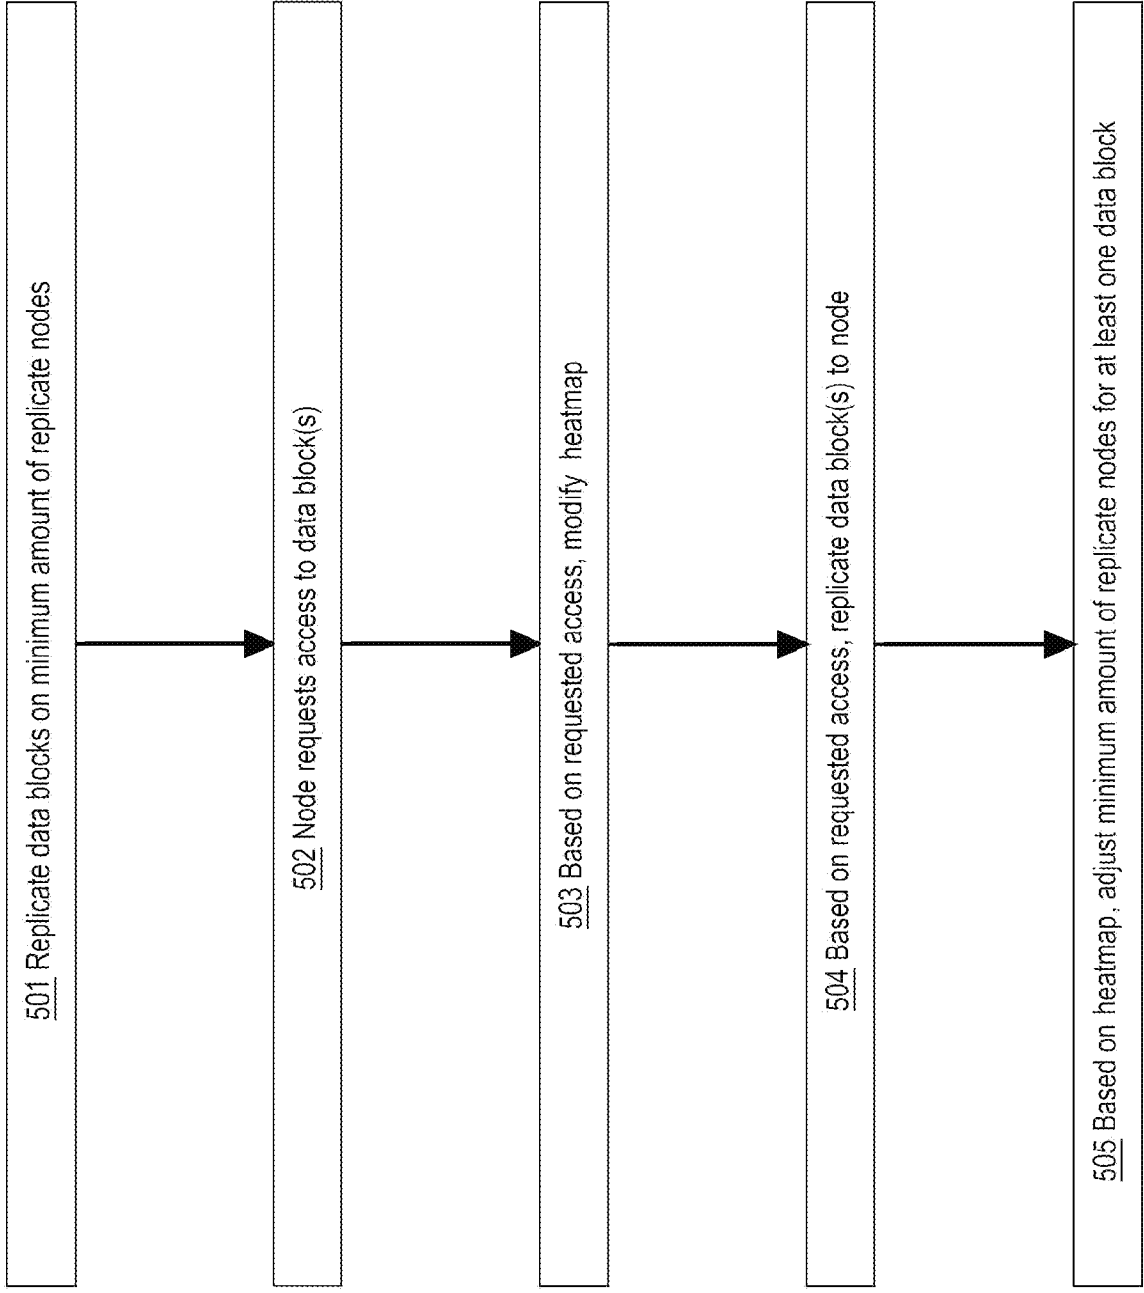 501 Replicate data blocks on minimum amount of replicate nodes
502 Node requests access to data block(s)
503 Based on requested access, modify heatmap
504 Based on requested access, replicate data block(s) to node
505 Based on heatmap, adjust minimum amount of replicate nodes for at least one data block